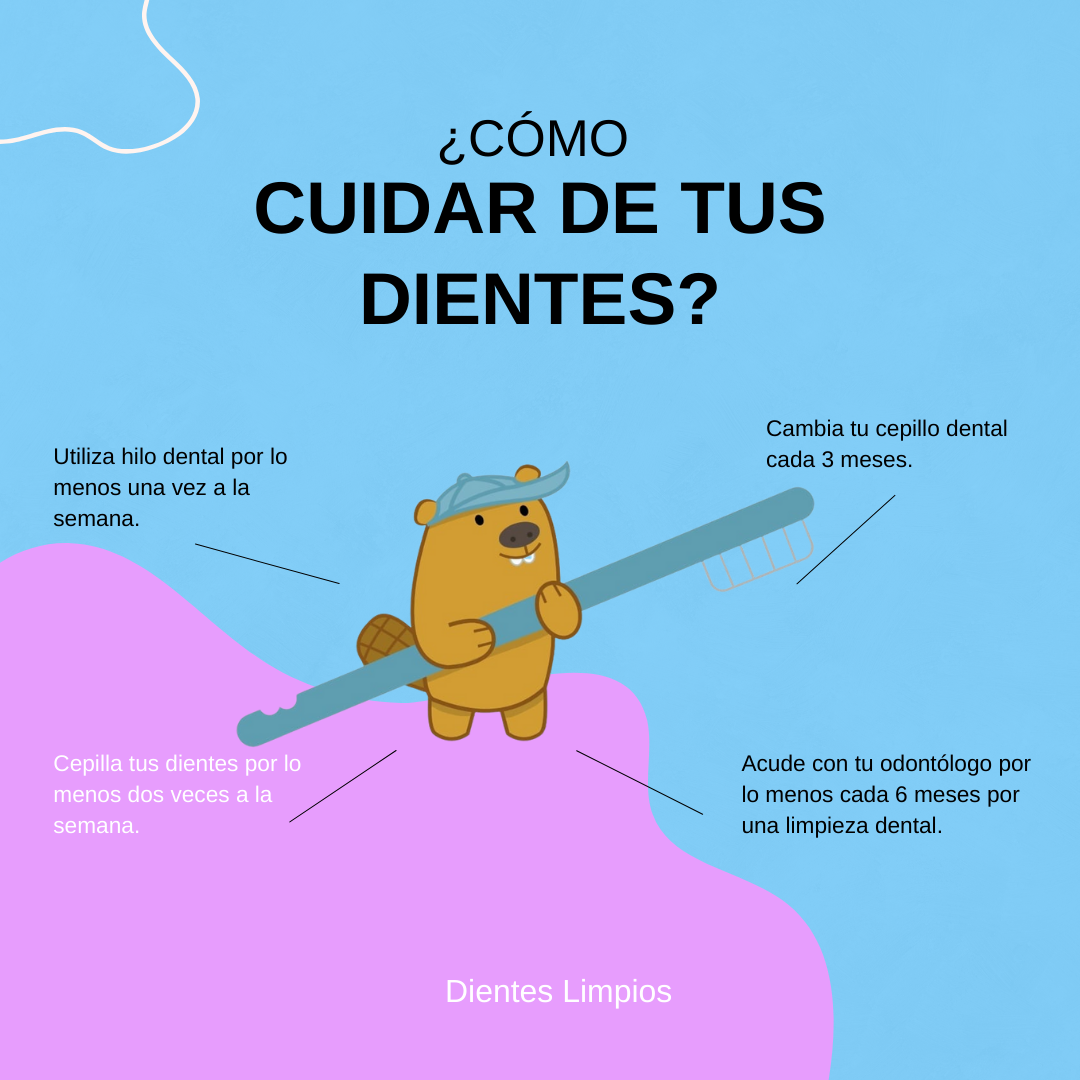 ¿CÓMO
CUIDAR DE TUS
DIENTES?
Utiliza hilo dental por lo
menos una vez a la
semana.
Cambia tu cepillo dental
cada 3 meses.
Cepilla tus dientes por lo
menos dos veces a la
semana.
Acude con tu odontólogo por
lo menos cada 6 meses por
una limpieza dental.
Dientes Limpios